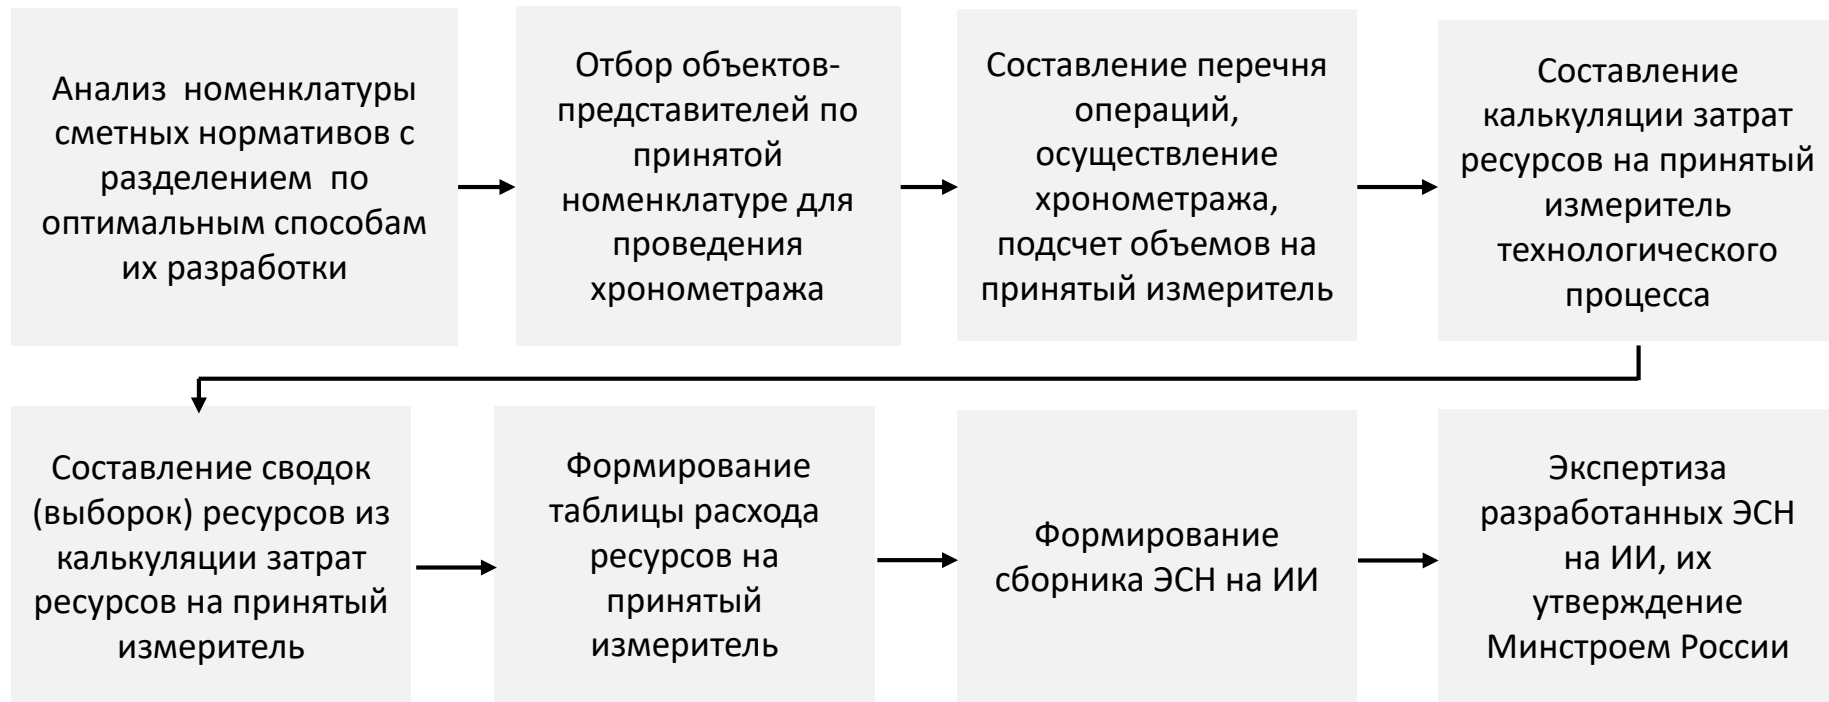 Анализ номенклатуры
сметных нормативов с
разделением по
оптимальным способам
их разработки
Отбор объектов-
представителей по
принятой
номенклатуре для
проведения
хронометража
Составление перечня
операций,
осуществление
хронометража,
подсчет объемов на
принятый измеритель
Составление
калькуляции затрат
ресурсов на принятый
измеритель
технологического
процесса
Составление сводок
(выборок) ресурсов из
калькуляции затрат
ресурсов на принятый
измеритель
Формирование
таблицы расхода
ресурсов на
принятый
измеритель
Формирование
сборника ЭСН на ИИ
Экспертиза
разработанных ЭСН
на ИИ, их
утверждение
Минстроем России